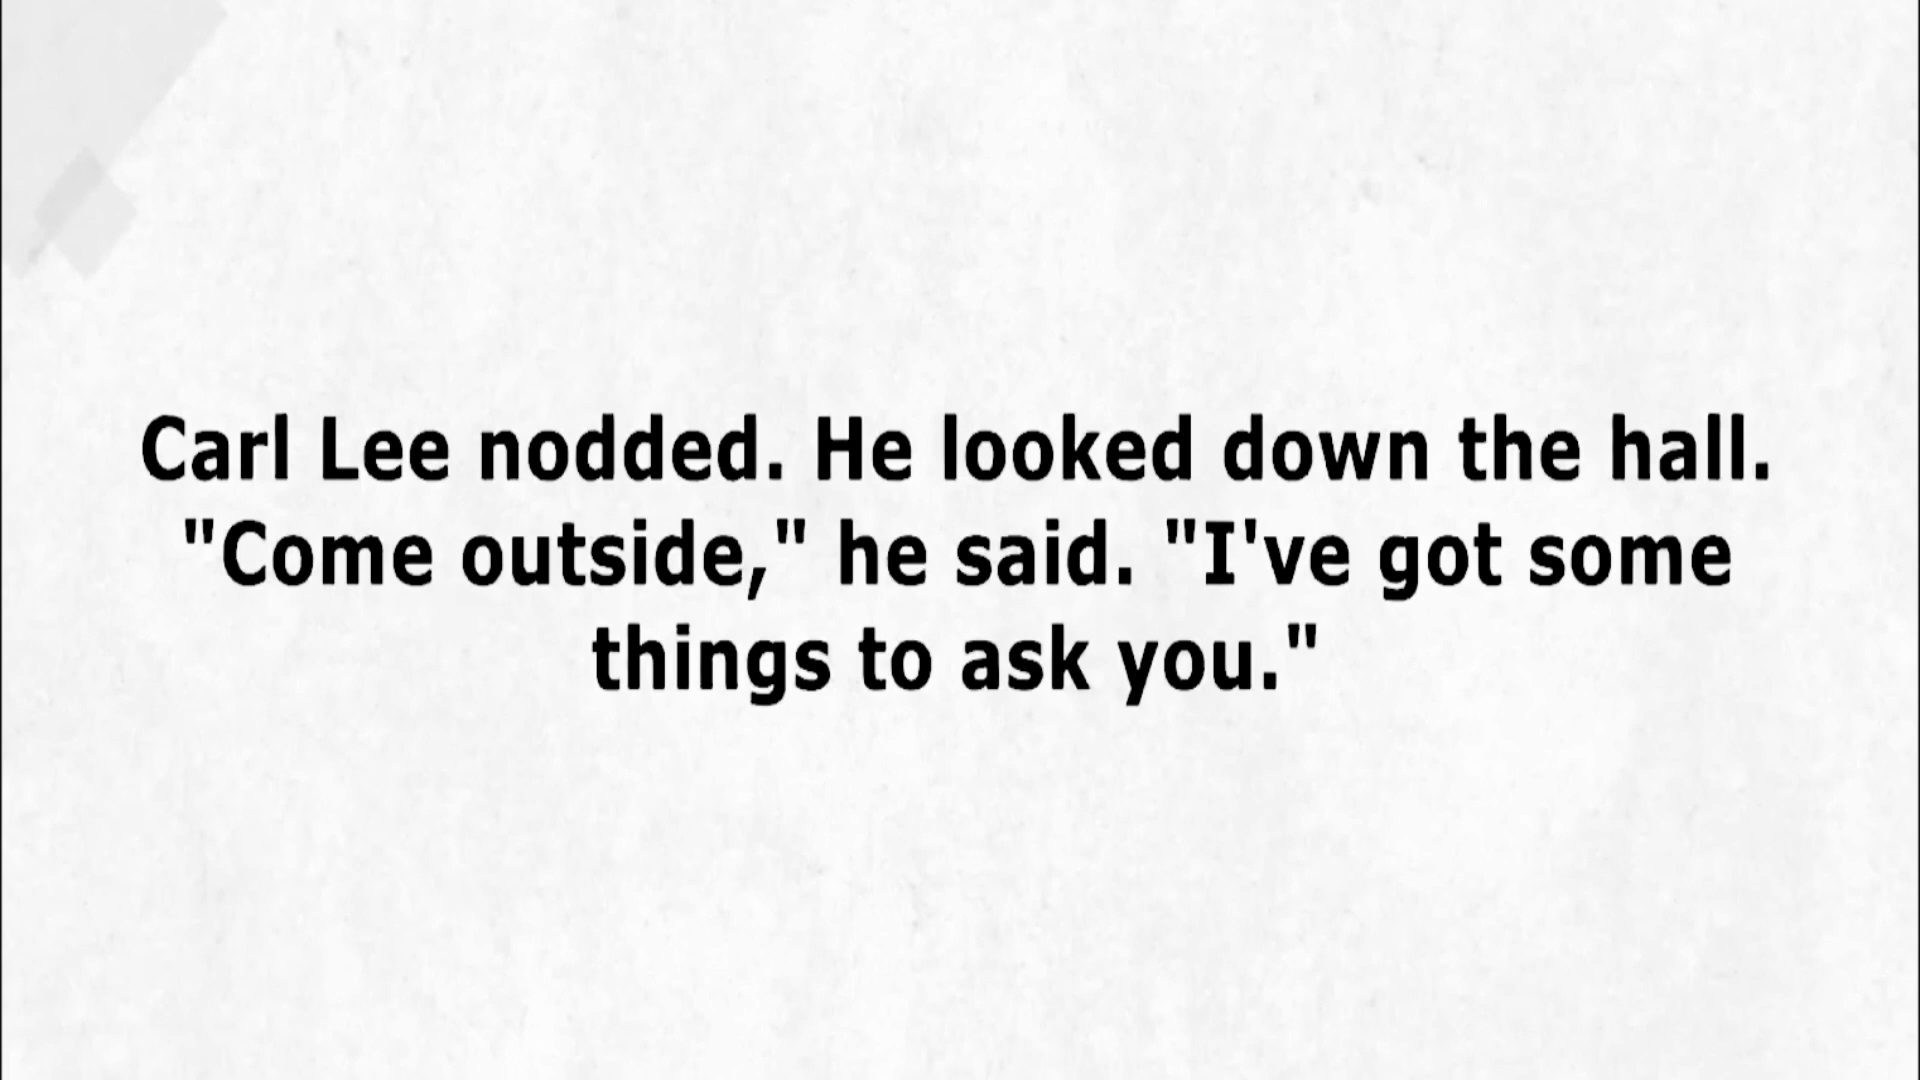 Carl Lee nodded. He looked down the hall.
"Come outside," he said. "I've got some
things to ask you."